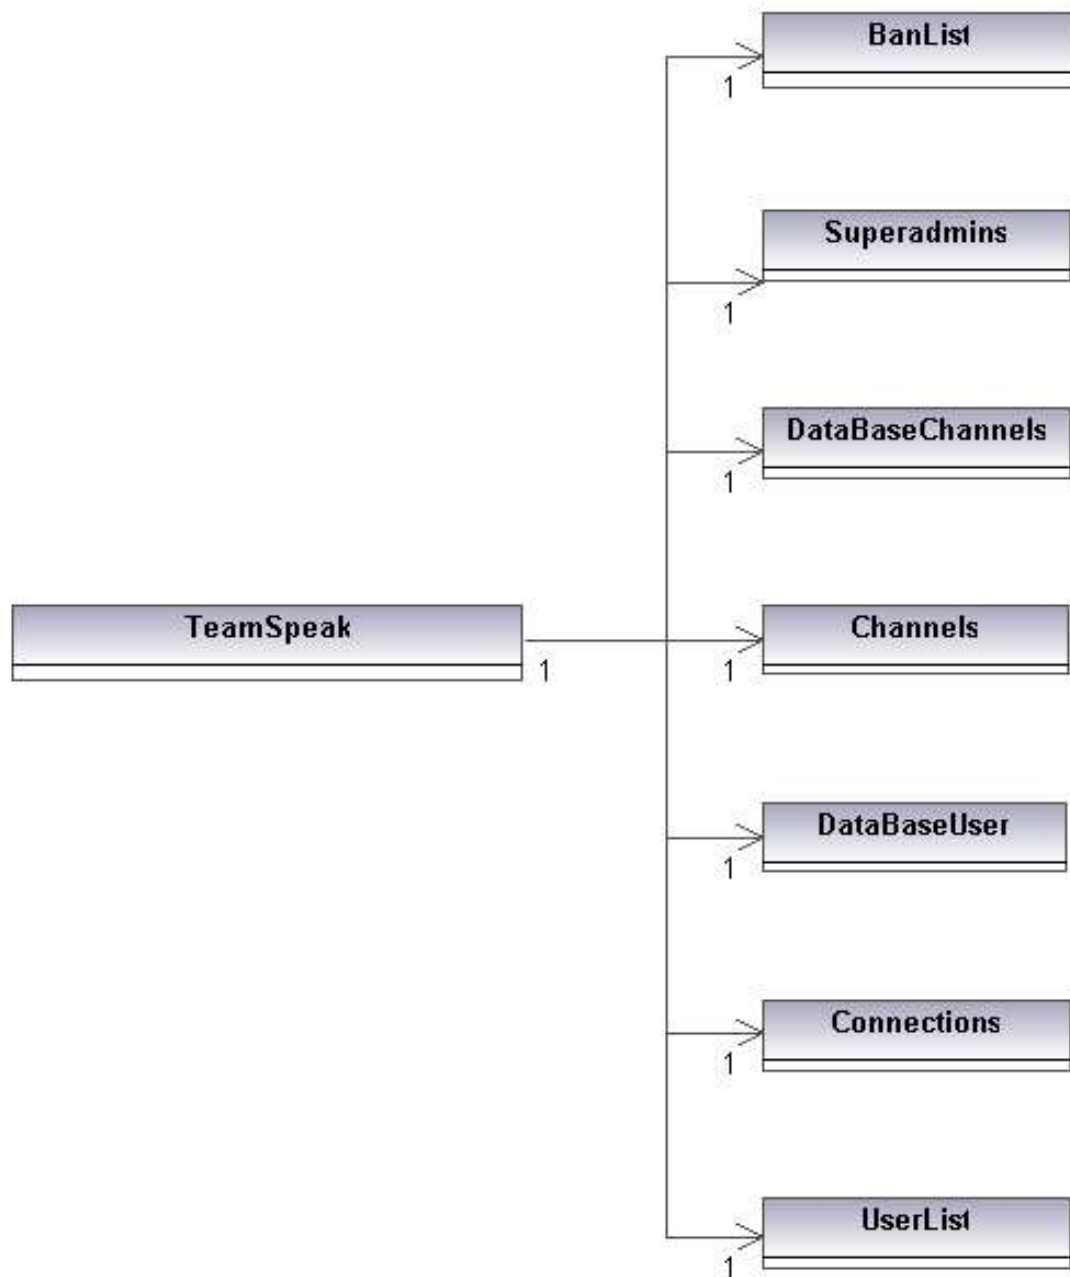 BanList
1
Superadmins
1
DataBaseChannels
1
TeamSpeak
1
Channels
1
DataBaseUser
1
Connections
1
UserList
1